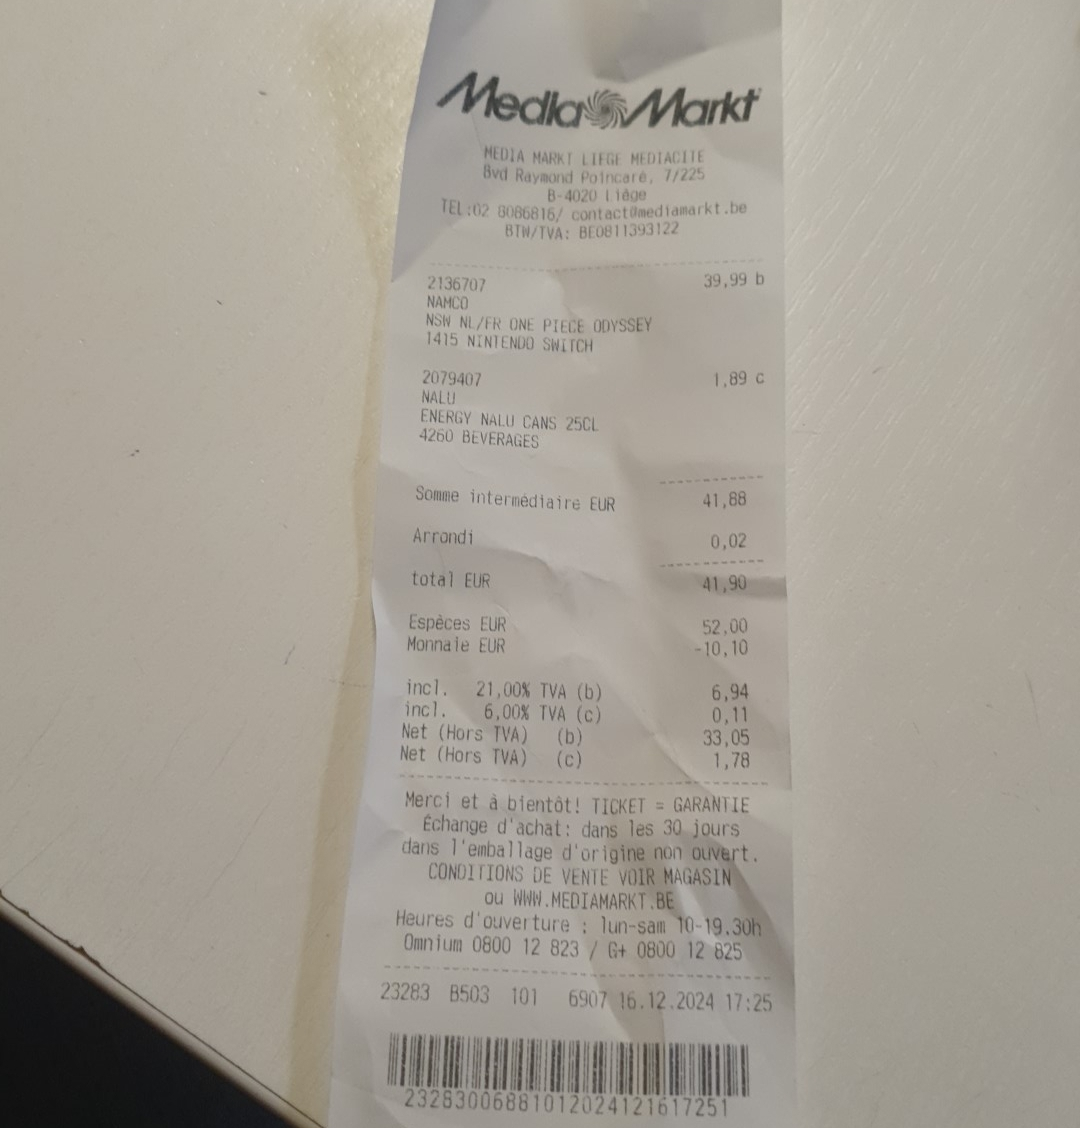 Media Markt
MEDIA MARKT LIEGE MEDIACITE
Bvd Raymond Poincaré, 7/225
B-4020 Liège
TEL:02 8086816/ contact@mediamarkt.be
BTW/TVA: BE0811393122
2136707 39,99 b
NAMCO
NSW NL/FR ONE PIECE ODYSSEY
1415 NINTENDO SWITCH
2079407 1,89 c
NALU
ENERGY NALU CANS 25CL
4260 BEVERAGES
Somme intermédiaire EUR 41,88
Arrondi 0,02
total EUR 41,90
Espèces EUR 52,00
Monnaie EUR -10,10
incl. 21,00% TVA (b) 6,94
incl. 6,00% TVA (c) 0,11
Net (Hors TVA) (b) 33,05
Net (Hors TVA) (c) 1,78
Merci et à bientôt! TICKET = GARANTIE
Échange d'achat: dans les 30 jours
dans l'emballage d'origine non ouvert.
CONDITIONS DE VENTE VOIR MAGASIN
ou WWW.MEDIAMARKT.BE
Heures d'ouverture : lun-sam 10-19.30h
Omnium 0800 12 823 / G+ 0800 12 825
23283 B503 101 6907 16.12.2024 17:25
2328300688101202412161725​1